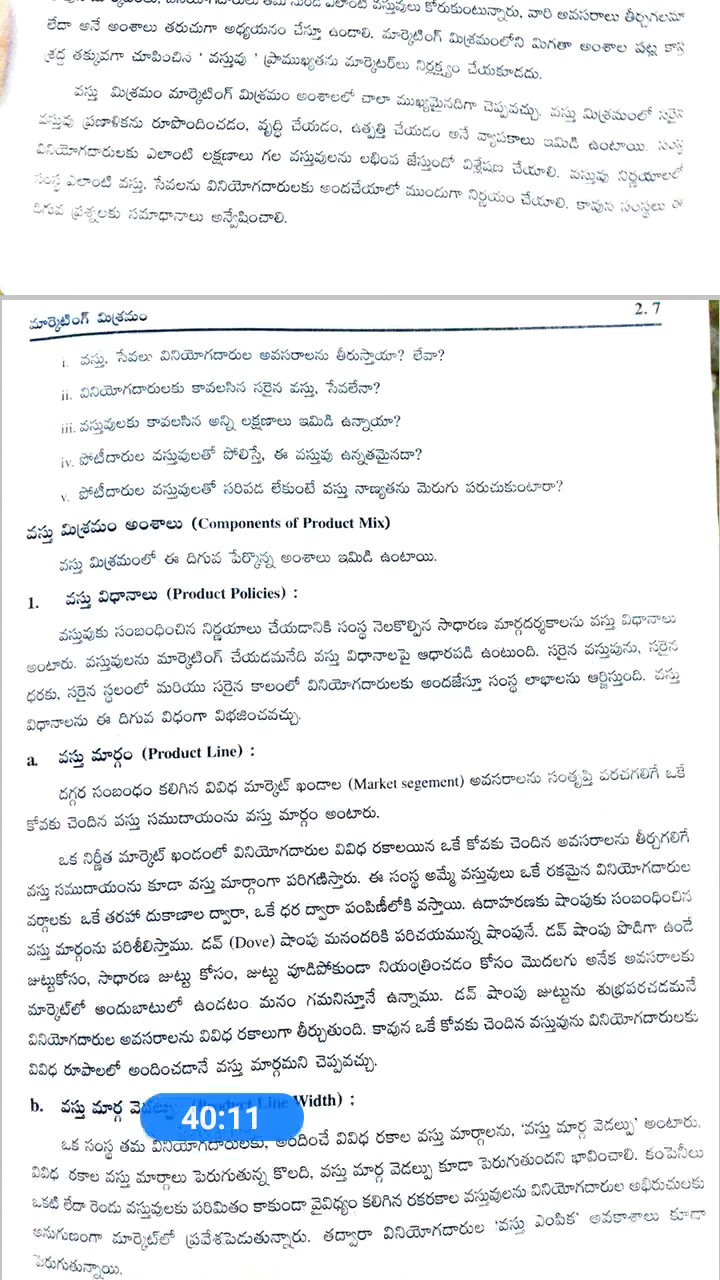 వారి అవసరాలు తీర్చగలమా
లేదా అనే అంశాలు తరుచుగా అధ్యయనం చేస్తూ ఉండాలి. మార్కెటింగ్ మిశ్రమంలోని మిగతా అంశాల పట్ల కాస్త
శ్రద్ధ తక్కువగా చూపించిన ‘ వస్తువు ’ ప్రాముఖ్యతను మార్కెటర్‌లు నిర్లక్ష్యం చేయకూడదు.
వస్తు మిశ్రమం మార్కెటింగ్ మిశ్రమం అంశాలలో చాలా ముఖ్యమైనదిగా చెప్పవచ్చు. వస్తు మిశ్రమంలో సరైన
వస్తువు ప్రణాళికను రూపొందించడం, వృద్ధి చేయడం, ఉత్పత్తి చేయడం అనే వ్యాపకాలు ఇమిడి ఉంటాయి. సంస్థ
వినియోగదారులకు ఎలాంటి లక్షణాలు గల వస్తువులను లభింప జేస్తుందో విశ్లేషణ చేయాలి. వస్తువు నిర్ణయాలలో
సంస్థ ఎలాంటి వస్తు, సేవలను వినియోగదారులకు అందచేయాలో ముందుగా నిర్ణయం చేయాలి. కావున సంస్థలు ఈ
దిగువ ప్రశ్నలకు సమాధానాలు అన్వేషించాలి.
మార్కెటింగ్ మిశ్రమం 2.7
i. వస్తు, సేవలు వినియోగదారుల అవసరాలను తీరుస్తాయా? లేవా?
ii. వినియోగదారులకు కావలసిన సరైన వస్తు, సేవలేనా?
iii. వస్తువులకు కావలసిన అన్ని లక్షణాలు ఇమిడి ఉన్నాయా?
iv. పోటీదారుల వస్తువులతో పోలిస్తే, ఈ వస్తువు ఉన్నతమైనదా?
v. పోటీదారుల వస్తువులతో సరిపడ లేకుంటే వస్తు నాణ్యతను మెరుగు పరుచుకుంటారా?
వస్తు మిశ్రమం అంశాలు (Components of Product Mix)
వస్తు మిశ్రమంలో ఈ దిగువ పేర్కొన్న అంశాలు ఇమిడి ఉంటాయి.
1. వస్తు విధానాలు (Product Policies) :
వస్తువుకు సంబంధించిన నిర్ణయాలు చేయడానికి సంస్థ నెలకొల్పిన సాధారణ మార్గదర్శకాలను వస్తు విధానాలు
అంటారు. వస్తువులను మార్కెటింగ్ చేయడమనేది వస్తు విధానాలపై ఆధారపడి ఉంటుంది. సరైన వస్తువును, సరైన
ధరకు, సరైన స్థలంలో మరియు సరైన కాలంలో వినియోగదారులకు అందజేస్తూ సంస్థ లాభాలను ఆర్జిస్తుంది. వస్తు
విధానాలను ఈ దిగువ విధంగా విభజించవచ్చు.
a. వస్తు మార్గం (Product Line) :
దగ్గర సంబంధం కలిగిన వివిధ మార్కెట్ ఖండాల (Market segement) అవసరాలను సంతృప్తి పరచగలిగే ఒకే
కోవకు చెందిన వస్తు సముదాయంను వస్తు మార్గం అంటారు.
ఒక నిర్ణీత మార్కెట్ ఖండంలో వినియోగదారుల వివిధ రకాలయిన ఒకే కోవకు చెందిన అవసరాలను తీర్చగలిగే
వస్తు సముదాయంను కూడా వస్తు మార్గాంగా పరిగణిస్తారు. ఈ సంస్థ అమ్మే వస్తువులు ఒకే రకమైన వినియోగదారుల
వర్గాలకు ఒకే తరహా దుకాణాల ద్వారా, ఒకే ధర ద్వారా పంపిణీలోకి వస్తాయి. ఉదాహరణకు షాంపుకు సంబంధించిన
వస్తు మార్గంను పరిశీలిస్తాము. డవ్ (Dove) షాంపు మనందరికి పరిచయమున్న షాంపునే. డవ్ షాంపు పొడిగా ఉండే
జుట్టుకోసం, సాధారణ జుట్టు కోసం, జుట్టు వూడిపోకుండా నియంత్రించడం కోసం మొదలగు అనేక అవసరాలకు
మార్కెట్‌లో అందుబాటులో ఉండటం మనం గమనిస్తూనే ఉన్నాము. డవ్ షాంపు జుట్టును శుభ్రపరచడమనే
వినియోగదారుల అవసరాలను వివిధ రకాలుగా తీర్చుతుంది. కావున ఒకే కోవకు చెందిన వస్తువును వినియోగదారులకు
వివిధ రూపాలలో అందించడానే వస్తు మార్గమని చెప్పవచ్చు.
b. వస్తు మార్గ వెడల్పు (Product Line Width) :
40:11
ఒక సంస్థ తమ వినియోగదారులకు, అందించే వివిధ రకాల వస్తు మార్గాలను, ‘వస్తు మార్గ వెడల్పు’ అంటారు.
వివిధ రకాల వస్తు మార్గాలు పెరుగుతున్న కొలది, వస్తు మార్గ వెడల్పు కూడా పెరుగుతుందని భావించాలి. కంపెనీలు
ఒకటి లేదా రెండు వస్తువులకు పరిమితం కాకుండా వైవిధ్యం కలిగిన రకరకాల వస్తువులను వినియోగదారుల అభిరుచులకు
అనుగుణంగా మార్కెట్‌లో ప్రవేశపెడుతున్నారు. తద్వారా వినియోగదారుల ‘వస్తు ఎంపిక’ అవకాశాలు కూడా
పెరుగుతున్నాయి.